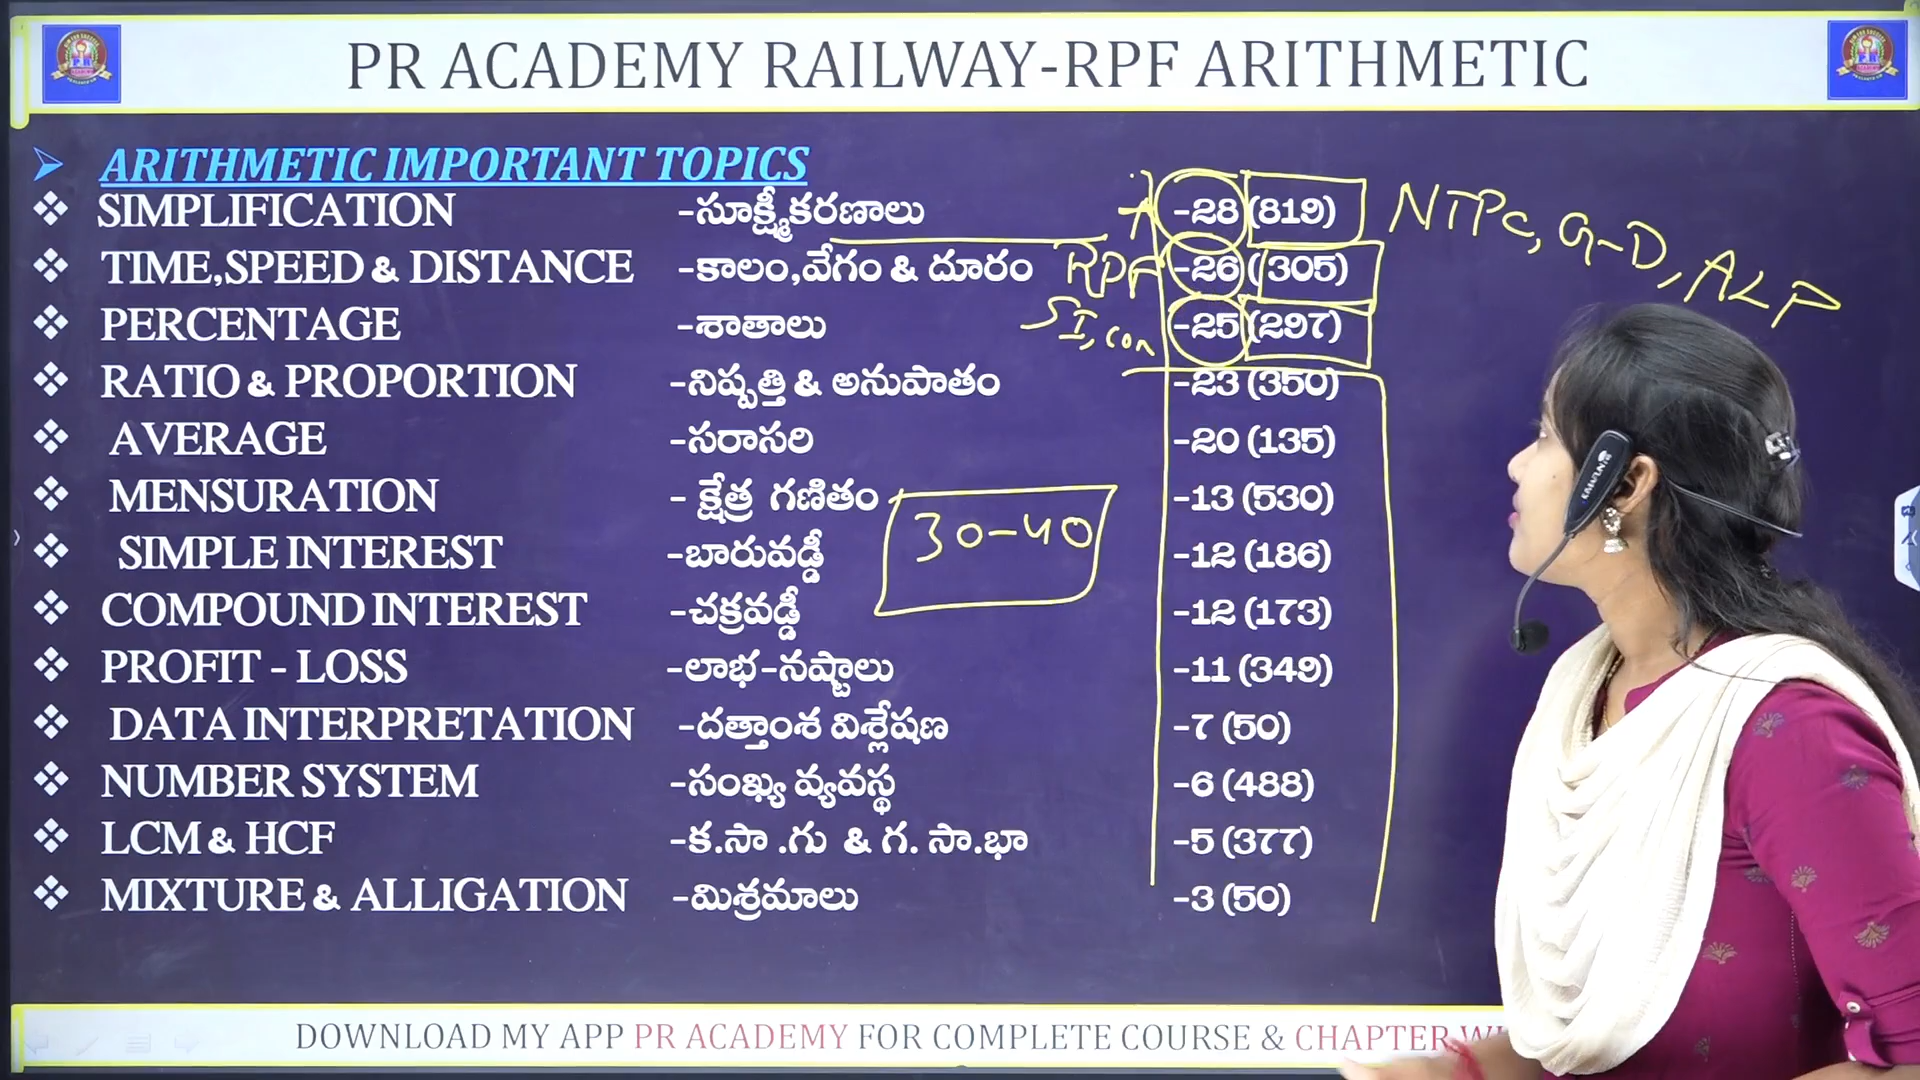 PR ACADEMY RAILWAY-RPF ARITHMETIC
ARITHMETIC IMPORTANT TOPICS
SIMPLIFICATION -సూక్ష్మీకరణాలు -28 (819) NTPC, G-D, ALP
TIME,SPEED & DISTANCE -కాలం,వేగం & దూరం RPF -26 (305)
PERCENTAGE -శాతాలు SI, con -25 (297)
RATIO & PROPORTION -నిష్పత్తి & అనుపాతం -23 (350)
AVERAGE -సరాసరి -20 (135)
MENSURATION - క్షేత్ర గణితం -13 (530)
30-40
SIMPLE INTEREST -బారువడ్డీ -12 (186)
COMPOUND INTEREST -చక్రవడ్డీ -12 (173)
PROFIT - LOSS -లాభ-నష్టాలు -11 (349)
DATA INTERPRETATION -దత్తాంశ విశ్లేషణ -7 (50)
NUMBER SYSTEM -సంఖ్య వ్యవస్థ -6 (488)
LCM & HCF -క.సా .గు & గ. సా.భా -5 (377)
MIXTURE & ALLIGATION -మిశ్రమాలు -3 (50)
DOWNLOAD MY APP PR ACADEMY FOR COMPLETE COURSE & CHAPTER